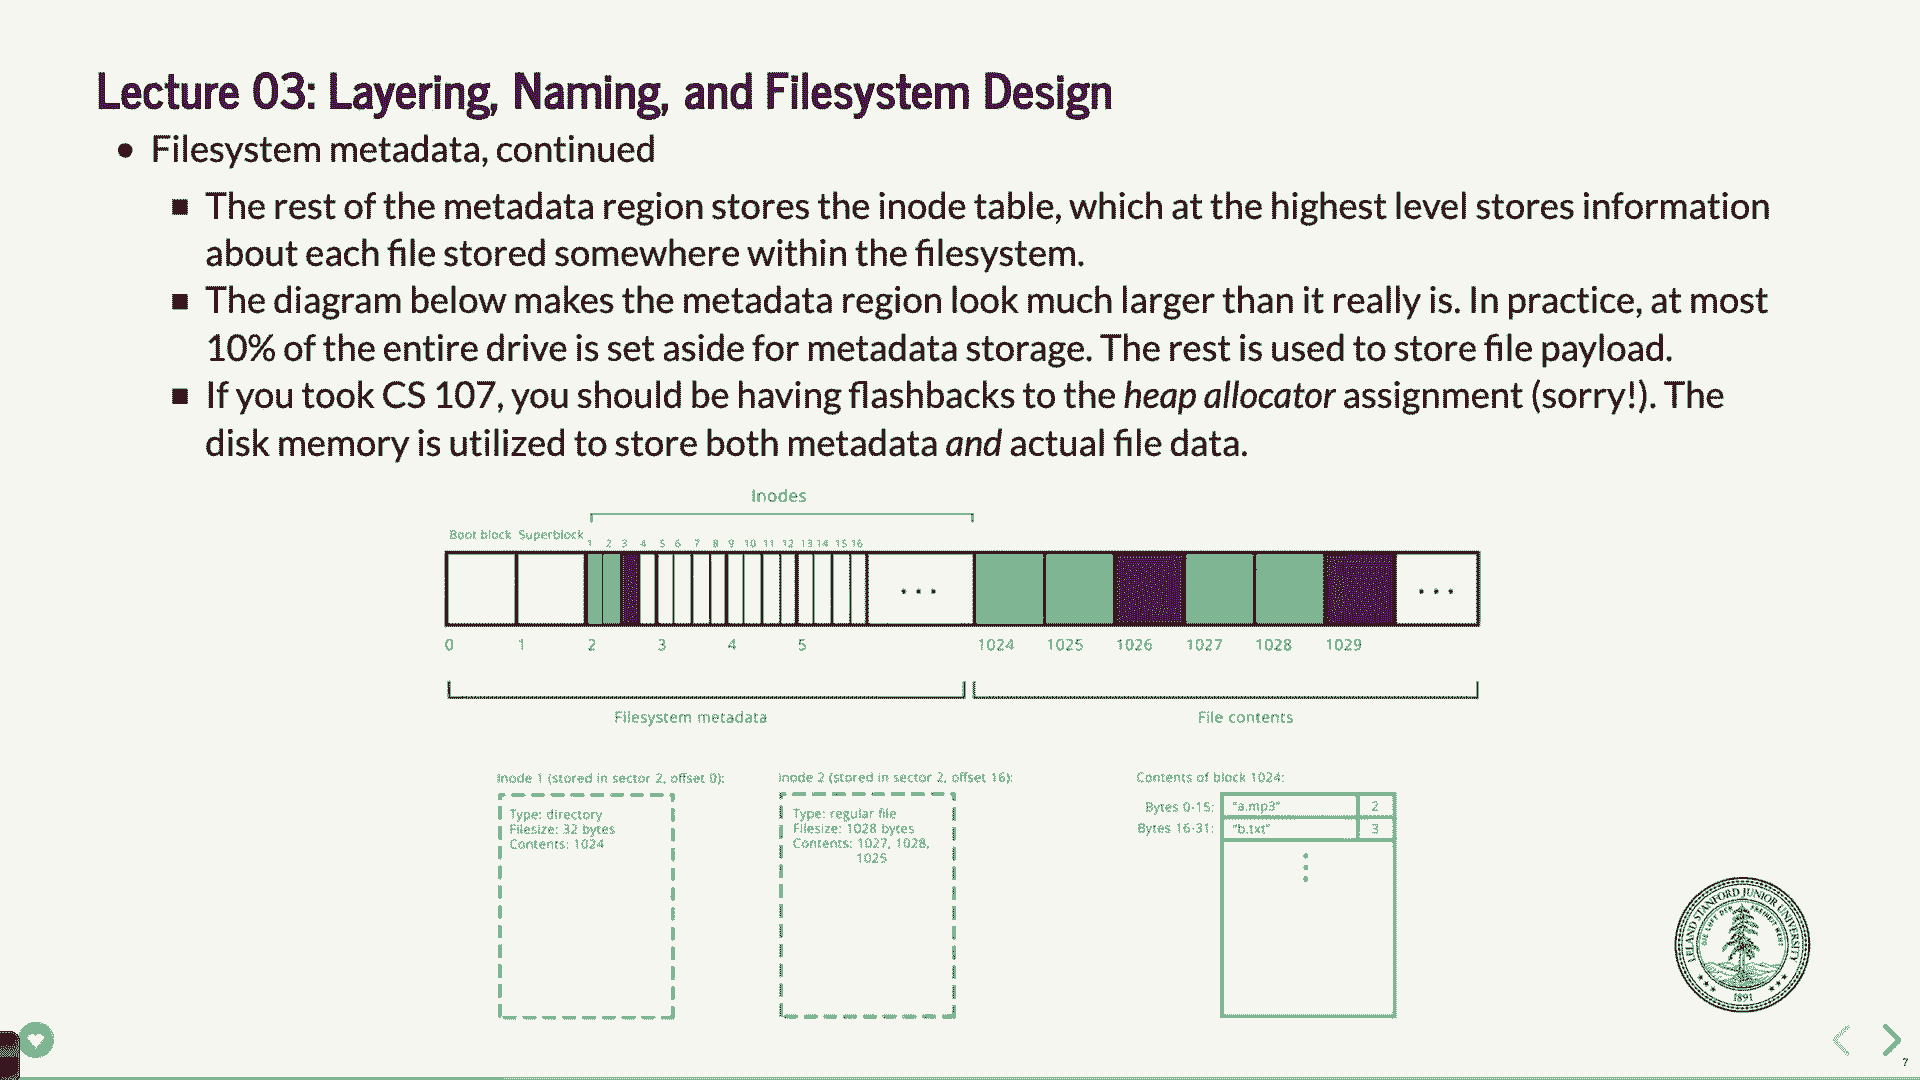 Lecture 03: Layering, Naming, and Filesystem Design
Filesystem metadata, continued
The rest of the metadata region stores the inode table, which at the highest level stores information
about each file stored somewhere within the filesystem.
The diagram below makes the metadata region look much larger than it really is. In practice, at most
10% of the entire drive is set aside for metadata storage. The rest is used to store file payload.
If you took CS 107, you should be having flashbacks to the heap allocator assignment (sorry!). The
disk memory is utilized to store both metadata and actual file data.
Inodes
Boot block Superblock
1 2 3 4 5 6 7 8 9 10 11 12 13 14 15 16
... ...
0 1 2 3 4 5 1024 1025 1026 1027 1028 1029
Filesystem metadata File contents
Inode 1 (stored in sector 2, offset 0):
Type: directory
Filesize: 32 bytes
Contents: 1024
Inode 2 (stored in sector 2, offset 16):
Type: regular file
Filesize: 1028 bytes
Contents: 1027, 1028,
1025
Contents of block 1024:
Bytes 0-15: "a.mp3" 2
Bytes 16-31: "b.txt" 3
LELAND STANFORD JUNIOR UNIVERSITY
DIE LUFT DER FREIHEIT WEHT
1891
7